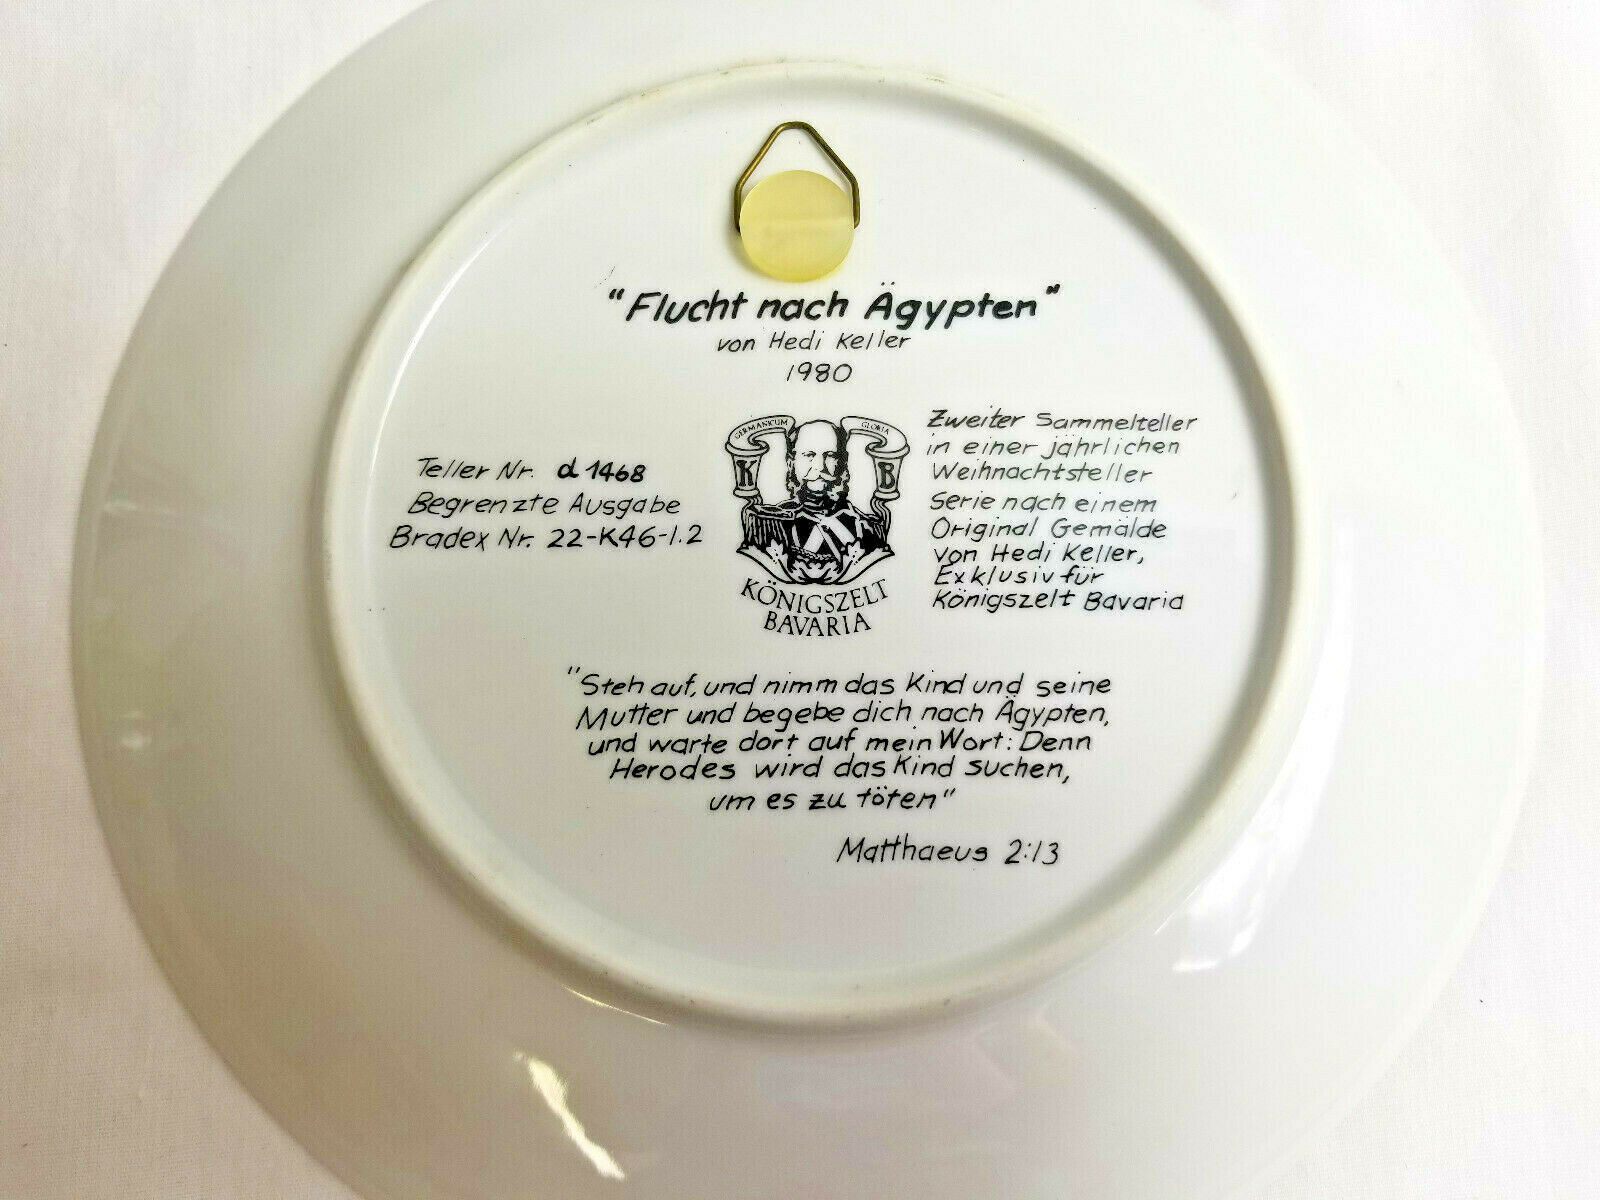 "Flucht nach Ägypten"
von Hedi Keller
1980
Teller Nr. d 1468
Begrenzte Ausgabe
Bradex Nr. 22-K46-1.2
GERMANICUM GLORIA
K B
KÖNIGSZELT
BAVARIA
Zweiter Sammelteller
in einer jährlichen
Weihnachtsteller
Serie nach einem
Original Gemälde
von Hedi Keller,
Exklusiv für
Königszelt Bavaria
"Steh auf, und nimm das Kind und seine
Mutter und begebe dich nach Ägypten,
und warte dort auf mein Wort: Denn
Herodes wird das Kind suchen,
um es zu töten"
Matthaeus 2:13